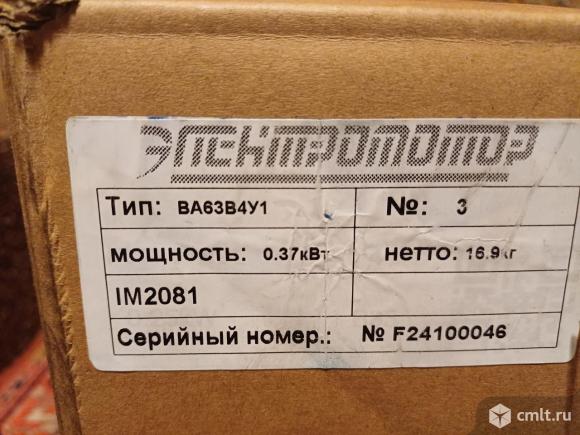 ЭЛЕКТРОМОТОР
Тип: ВА63В4У1 №: 3
мощность: 0.37кВт нетто: 16.9кг
IM2081
Серийный номер.: № F24100046
cmlt.ru